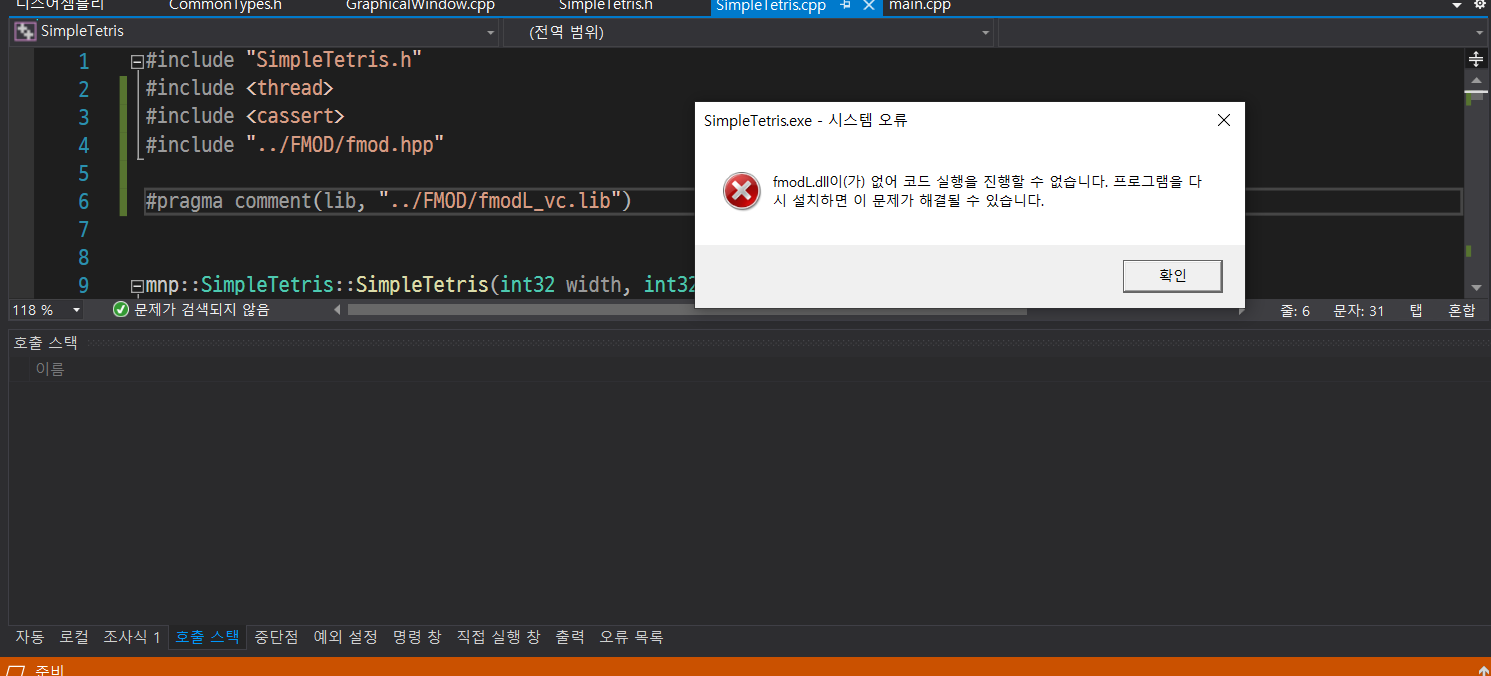 디스어셈블리 CommonTypes.h GraphicalWindow.cpp SimpleTetris.h SimpleTetris.cpp main.cpp
SimpleTetris (전역 범위)
1 #include "SimpleTetris.h"
2 #include <thread>
3 #include <cassert>
4 #include "../FMOD/fmod.hpp"
5
6 #pragma comment(lib, "../FMOD/fmodL_vc.lib")
7
8
9 mnp::SimpleTetris::SimpleTetris(int32 width, int32
SimpleTetris.exe - 시스템 오류
fmodL.dll이(가) 없어 코드 실행을 진행할 수 없습니다. 프로그램을 다
시 설치하면 이 문제가 해결될 수 있습니다.
확인
118 % 문제가 검색되지 않음 줄: 6 문자: 31 탭 혼합
호출 스택
이름
자동 로컬 조사식 1 호출 스택 중단점 예외 설정 명령 창 직접 실행 창 출력 오류 목록
준비